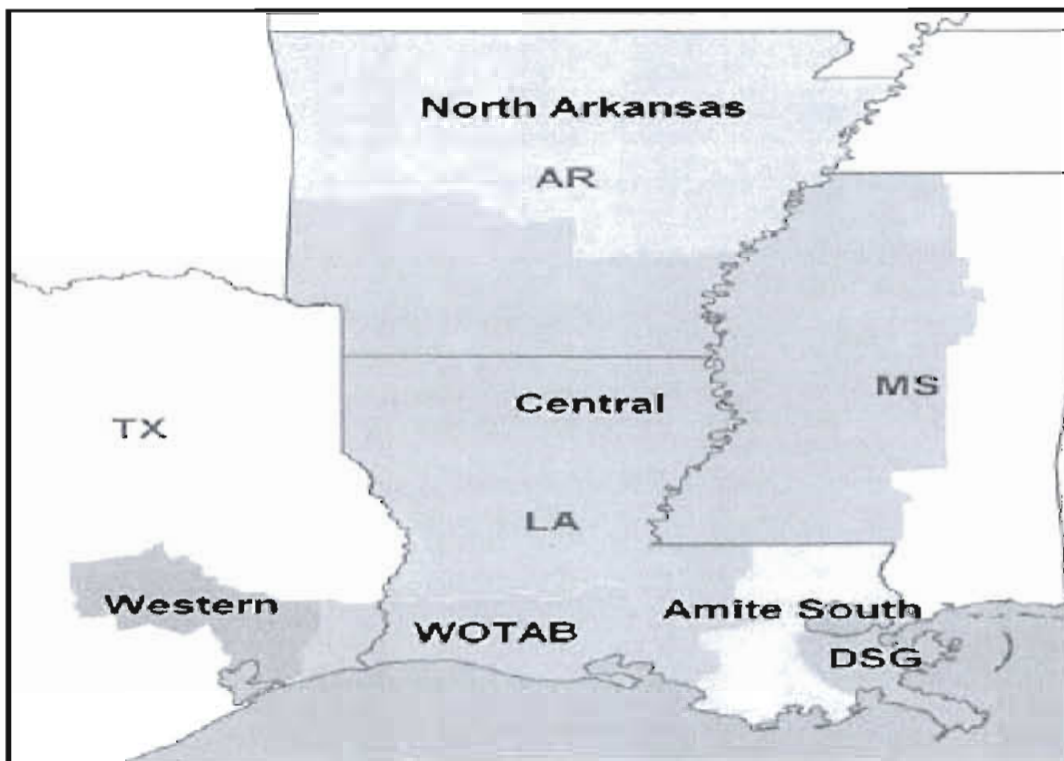 North Arkansas
AR
MS
Central
TX
LA
Western
Amite South
WOTAB
DSG